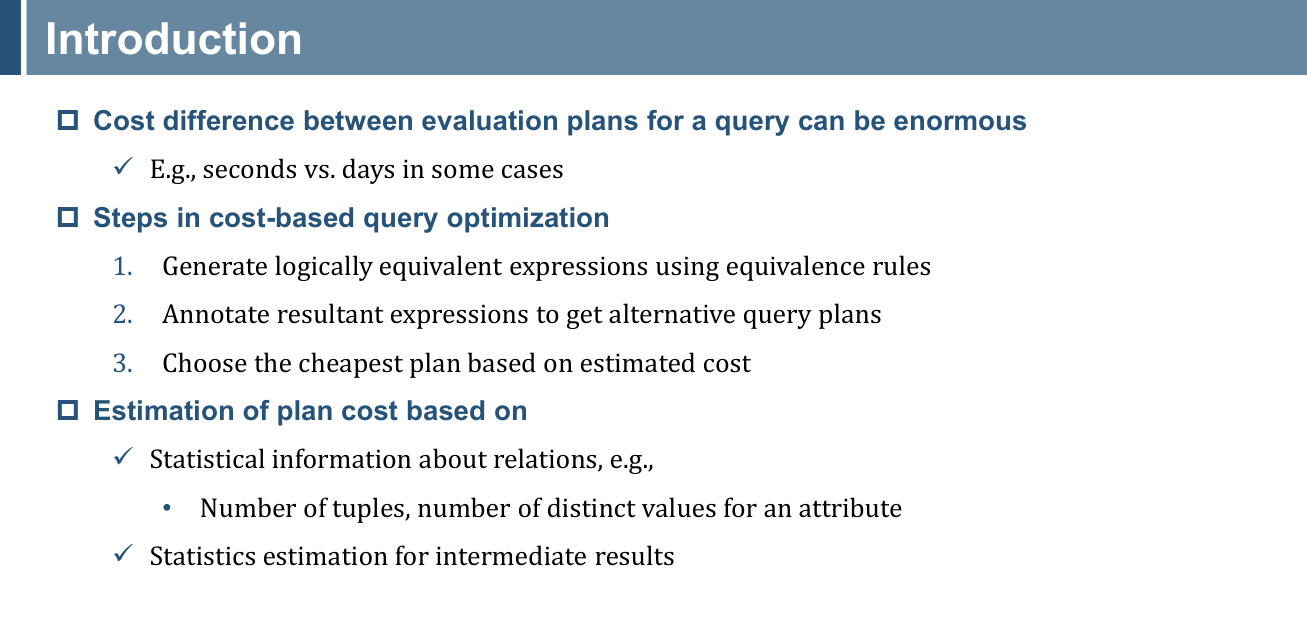 Introduction
Cost difference between evaluation plans for a query can be enormous
✓ E.g., seconds vs. days in some cases
Steps in cost-based query optimization
1. Generate logically equivalent expressions using equivalence rules
2. Annotate resultant expressions to get alternative query plans
3. Choose the cheapest plan based on estimated cost
Estimation of plan cost based on
✓ Statistical information about relations, e.g.,
• Number of tuples, number of distinct values for an attribute
✓ Statistics estimation for intermediate results